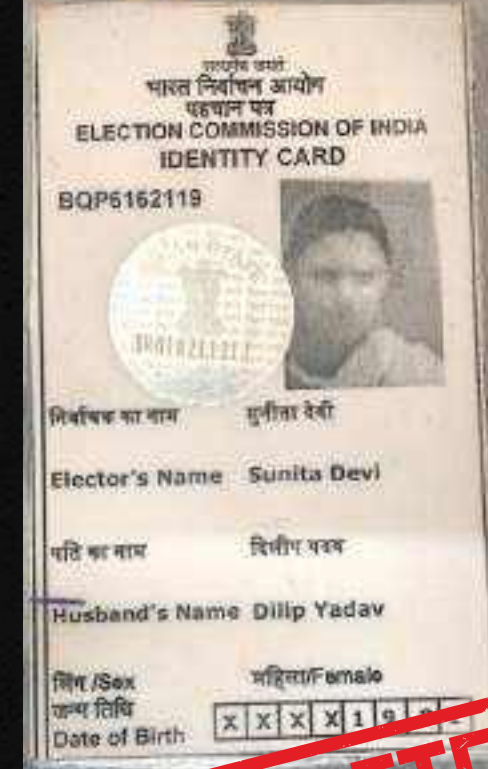 भारत निर्वाचन आयोग
पहचान पत्र
ELECTION COMMISSION OF INDIA
IDENTITY CARD
BQP6162119
निर्वाचक का नाम सुनीता देवी
Elector's Name Sunita Devi
पति का नाम दिलीप
Husband's Name Dilip Yadav
लिंग /Sex महिला/Female
जन्म तिथि
Date of Birth X X X X 1 9